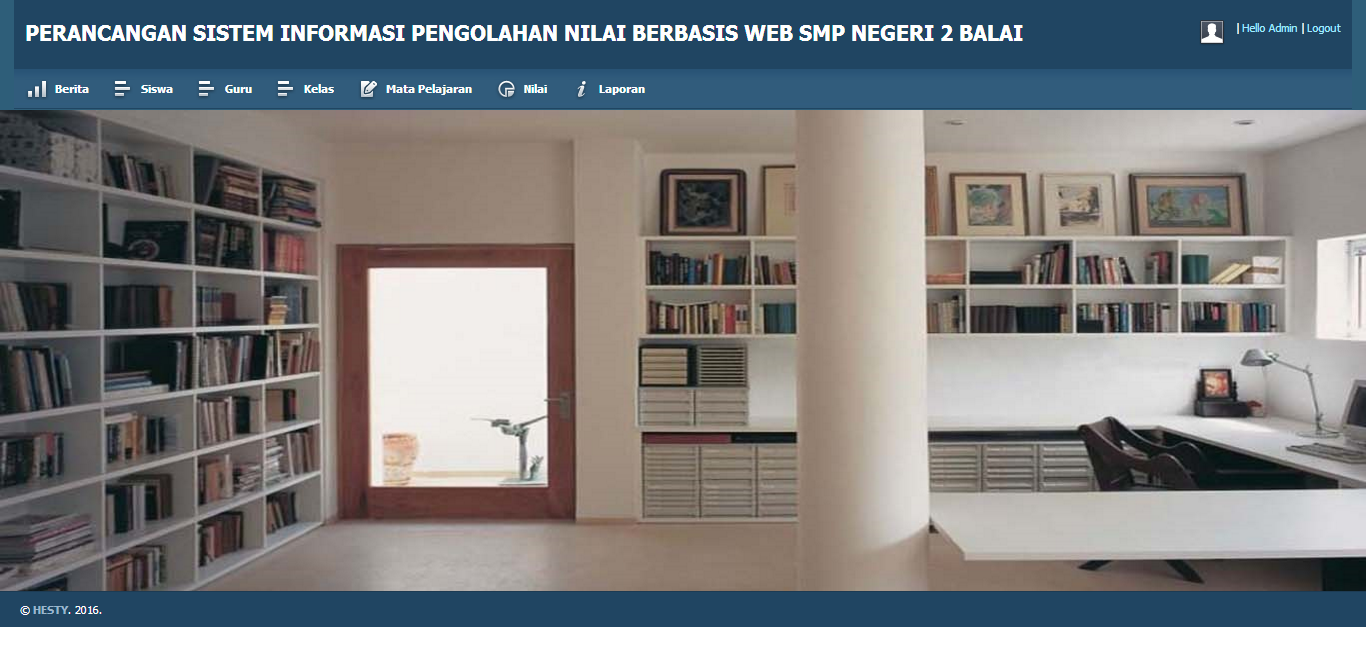 PERANCANGAN SISTEM INFORMASI PENGOLAHAN NILAI BERBASIS WEB SMP NEGERI 2 BALAI
| Hello Admin | Logout
Berita Siswa Guru Kelas Mata Pelajaran Nilai Laporan
© HESTY. 2016.